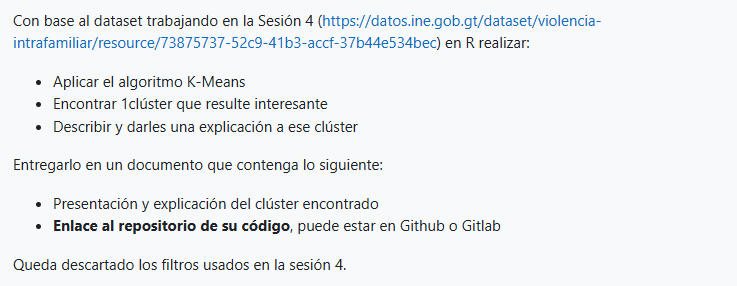 Con base al dataset trabajando en la Sesión 4 (https://datos.ine.gob.gt/dataset/violencia-
intrafamiliar/resource/73875737-52c9-41b3-accf-37b44e534bec) en R realizar:
• Aplicar el algoritmo K-Means
• Encontrar 1clúster que resulte interesante
• Describir y darles una explicación a ese clúster
Entregarlo en un documento que contenga lo siguiente:
• Presentación y explicación del clúster encontrado
• Enlace al repositorio de su código, puede estar en Github o Gitlab
Queda descartado los filtros usados en la sesión 4.